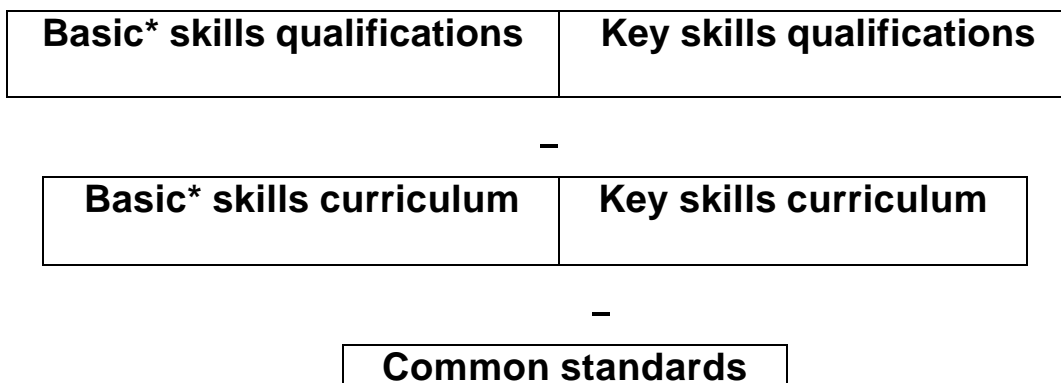 Basic* skills qualifications Key skills qualifications
–
Basic* skills curriculum Key skills curriculum
–
Common standards